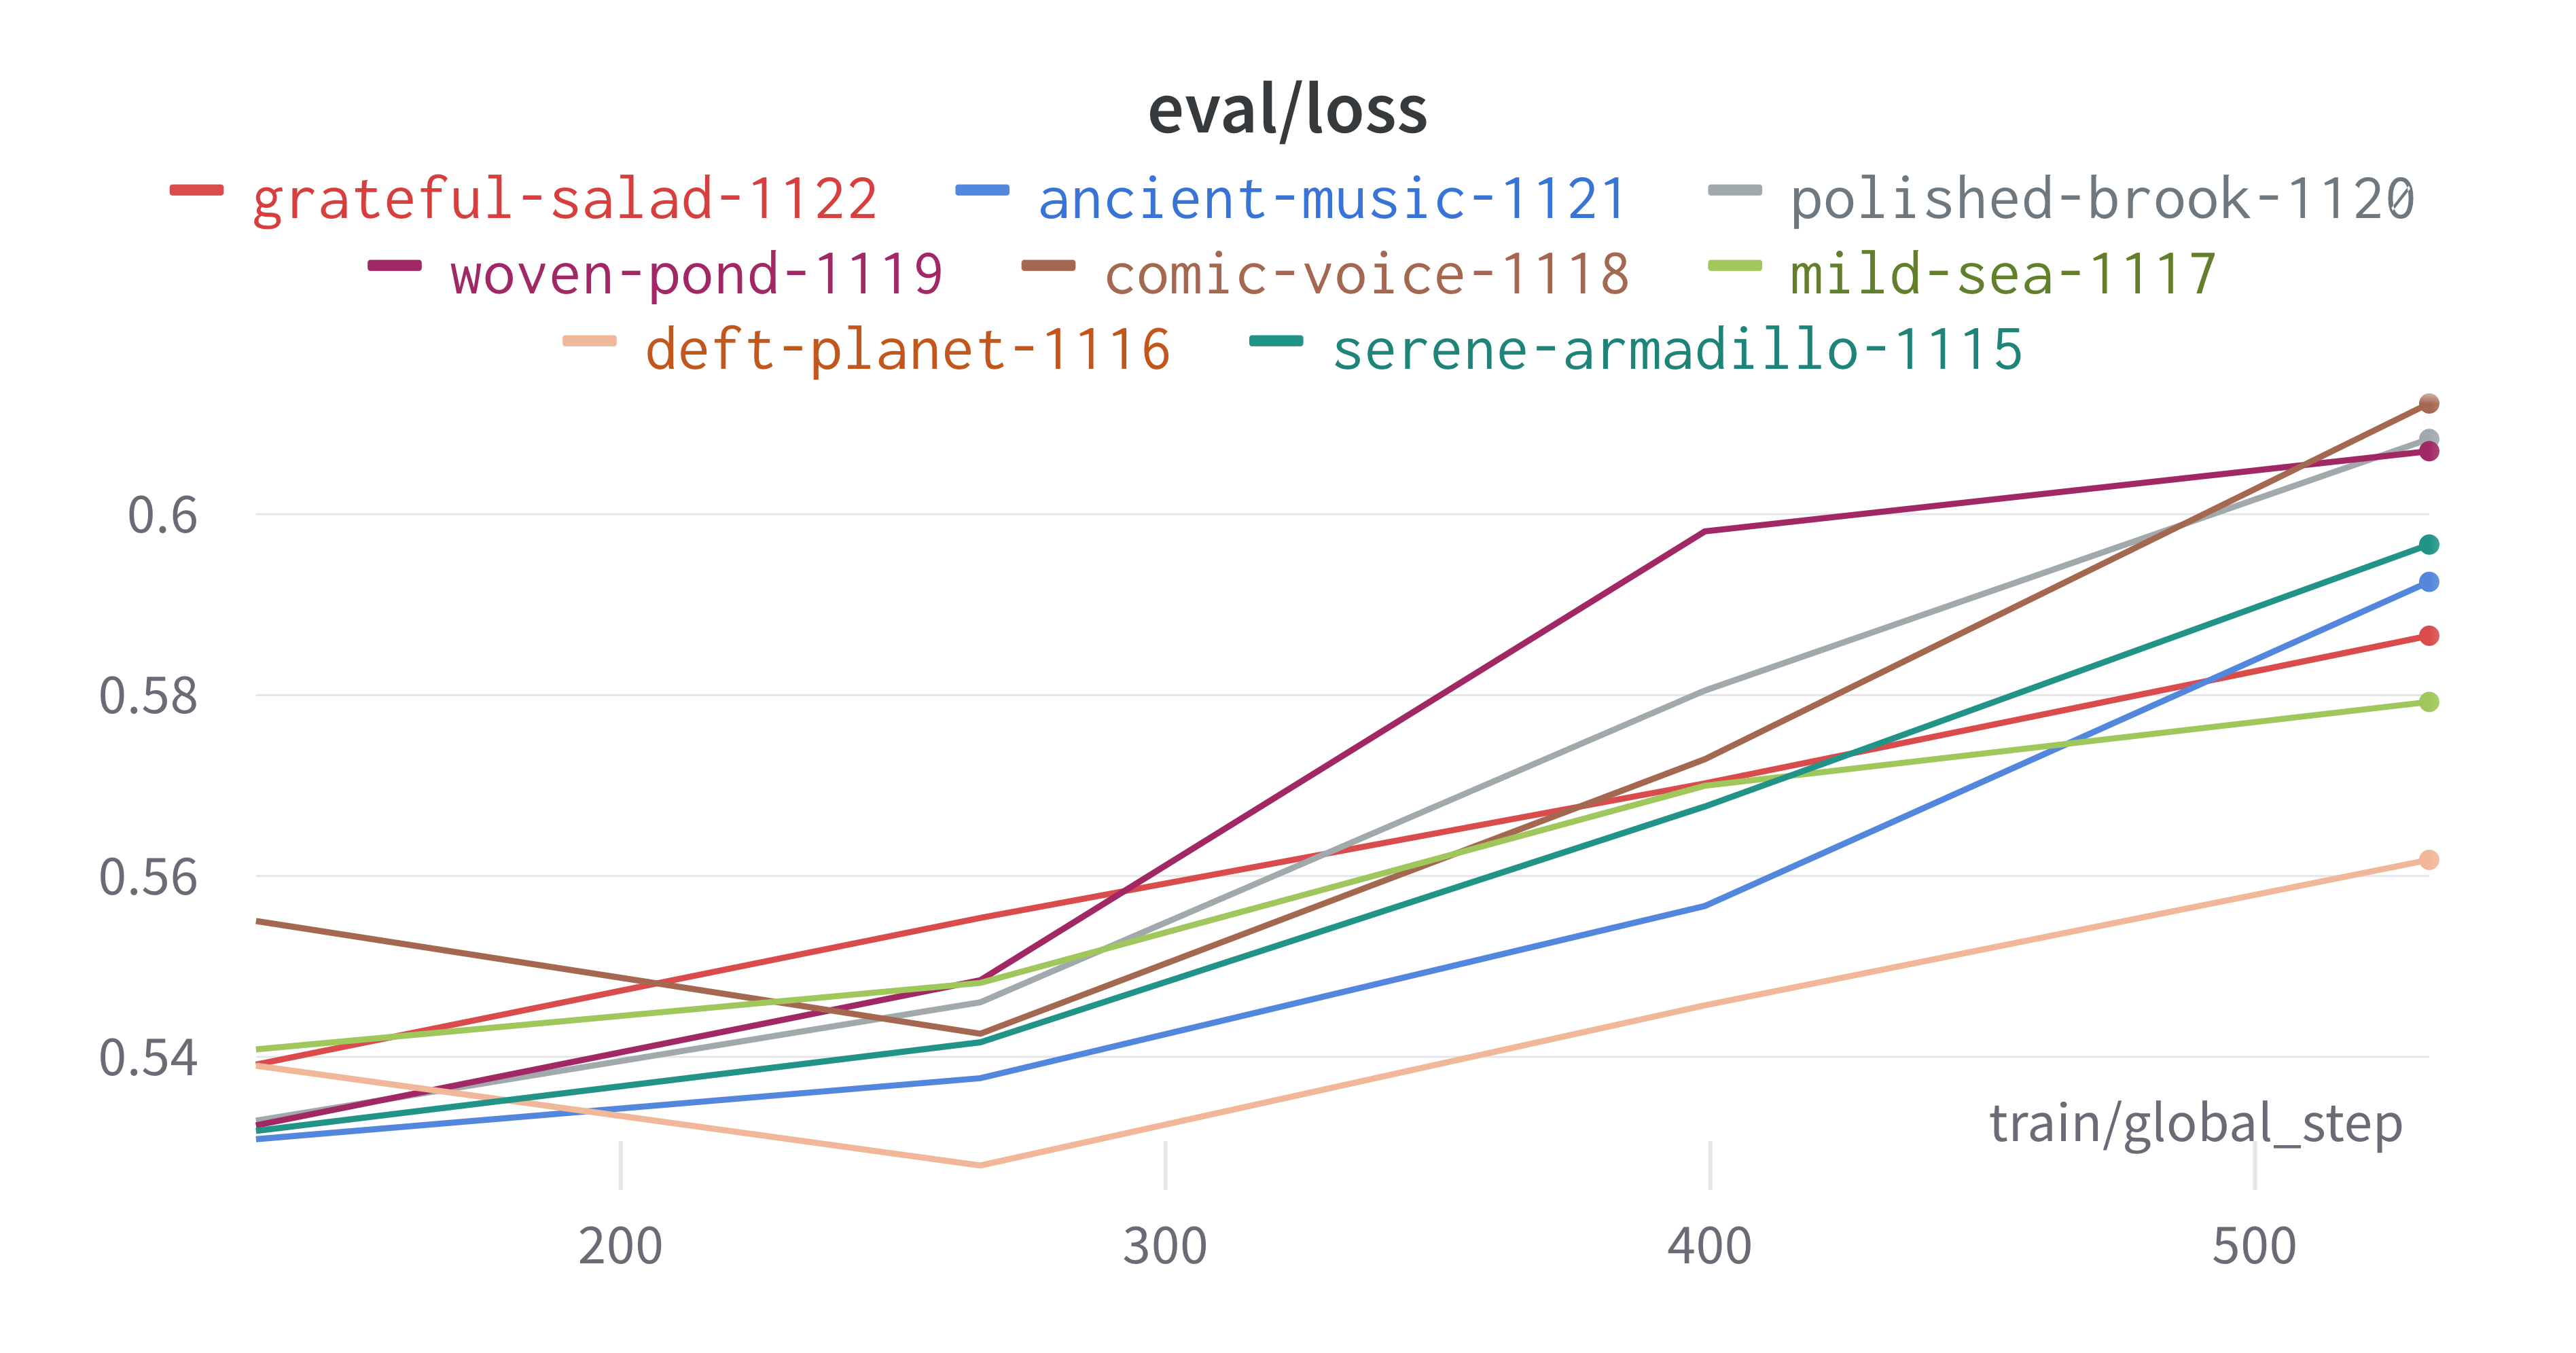 eval/loss
grateful-salad-1122 ancient-music-1121 polished-brook-1120
woven-pond-1119 comic-voice-1118 mild-sea-1117
deft-planet-1116 serene-armadillo-1115
0.6
0.58
0.56
0.54
train/global_step
200 300 400 500